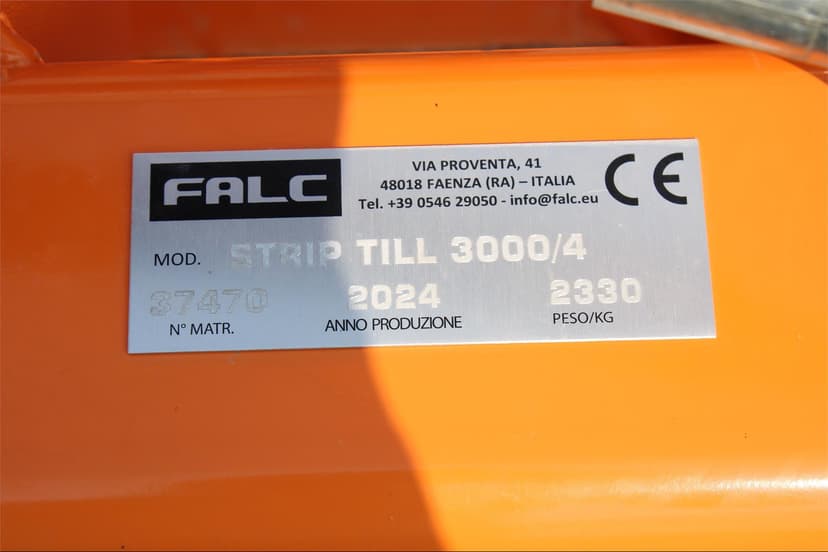 FALC
VIA PROVENTA, 41
48018 FAENZA (RA) – ITALIA
Tel. +39 0546 29050 - info@falc.eu
CE
MOD. STRIP TILL 3000/4
37470 2024 2330
N° MATR. ANNO PRODUZIONE PESO/KG